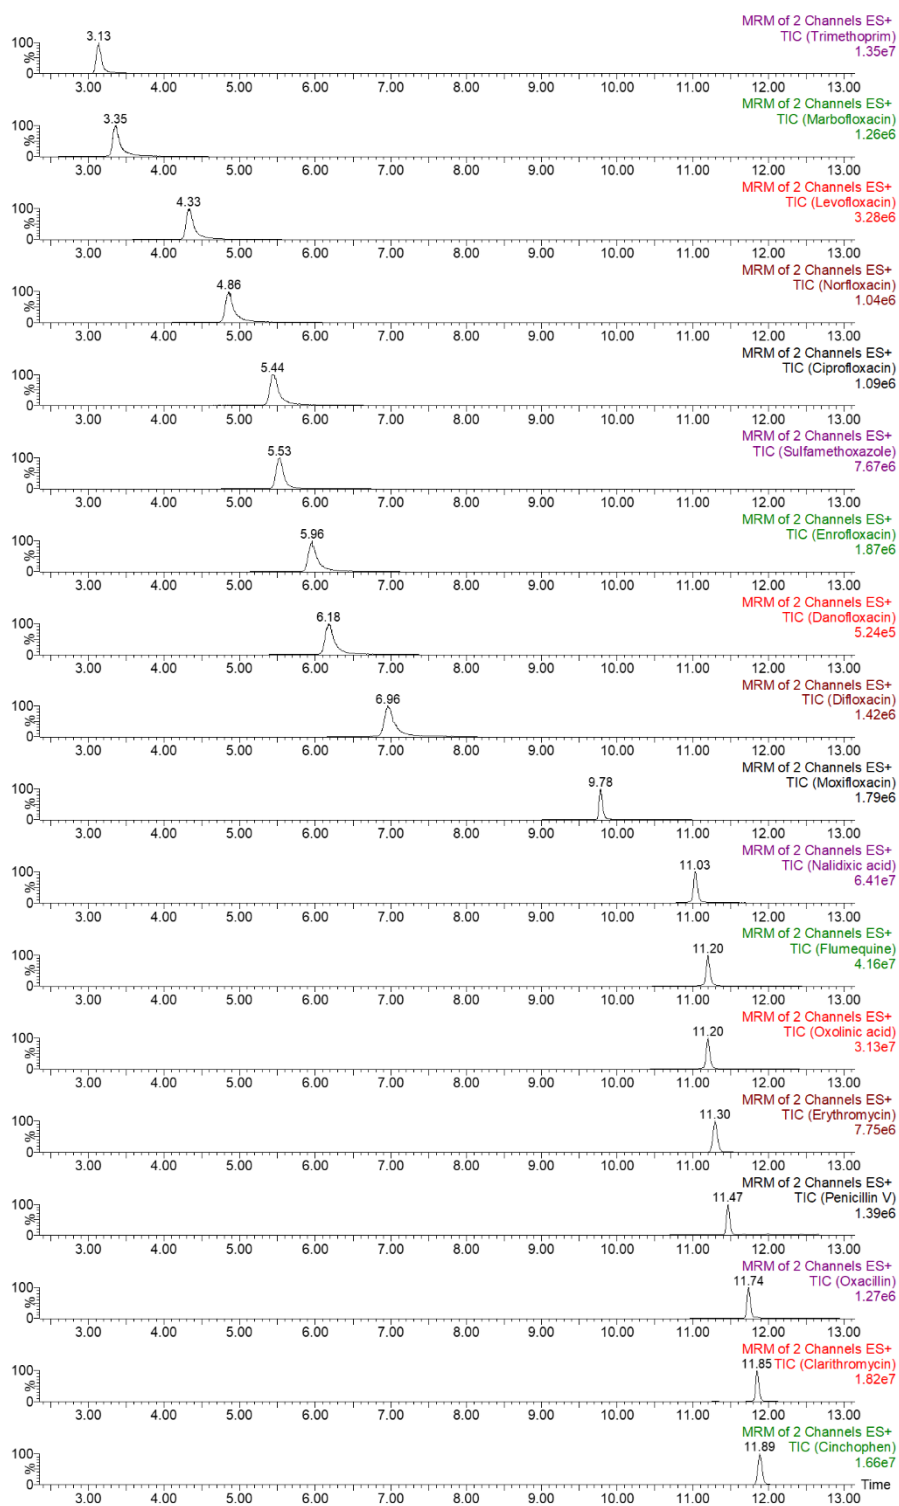 MRM of 2 Channels ES+
TIC (Trimethoprim)
1.35e7
3.13
100
%
0
3.00 4.00 5.00 6.00 7.00 8.00 9.00 10.00 11.00 12.00 13.00
MRM of 2 Channels ES+
TIC (Marbofloxacin)
1.26e6
3.35
100
%
0
3.00 4.00 5.00 6.00 7.00 8.00 9.00 10.00 11.00 12.00 13.00
MRM of 2 Channels ES+
TIC (Levofloxacin)
3.28e6
4.33
100
%
0
3.00 4.00 5.00 6.00 7.00 8.00 9.00 10.00 11.00 12.00 13.00
MRM of 2 Channels ES+
TIC (Norfloxacin)
1.04e6
4.86
100
%
0
3.00 4.00 5.00 6.00 7.00 8.00 9.00 10.00 11.00 12.00 13.00
MRM of 2 Channels ES+
TIC (Ciprofloxacin)
1.09e6
5.44
100
%
0
3.00 4.00 5.00 6.00 7.00 8.00 9.00 10.00 11.00 12.00 13.00
MRM of 2 Channels ES+
TIC (Sulfamethoxazole)
7.67e6
5.53
100
%
0
3.00 4.00 5.00 6.00 7.00 8.00 9.00 10.00 11.00 12.00 13.00
MRM of 2 Channels ES+
TIC (Enrofloxacin)
1.87e6
5.96
100
%
0
3.00 4.00 5.00 6.00 7.00 8.00 9.00 10.00 11.00 12.00 13.00
MRM of 2 Channels ES+
TIC (Danofloxacin)
5.24e5
6.18
100
%
0
3.00 4.00 5.00 6.00 7.00 8.00 9.00 10.00 11.00 12.00 13.00
MRM of 2 Channels ES+
TIC (Difloxacin)
1.42e6
6.96
100
%
0
3.00 4.00 5.00 6.00 7.00 8.00 9.00 10.00 11.00 12.00 13.00
MRM of 2 Channels ES+
TIC (Moxifloxacin)
1.79e6
9.78
100
%
0
3.00 4.00 5.00 6.00 7.00 8.00 9.00 10.00 11.00 12.00 13.00
MRM of 2 Channels ES+
TIC (Nalidixic acid)
6.41e7
11.03
100
%
0
3.00 4.00 5.00 6.00 7.00 8.00 9.00 10.00 11.00 12.00 13.00
MRM of 2 Channels ES+
TIC (Flumequine)
4.16e7
11.20
100
%
0
3.00 4.00 5.00 6.00 7.00 8.00 9.00 10.00 11.00 12.00 13.00
MRM of 2 Channels ES+
TIC (Oxolinic acid)
3.13e7
11.20
100
%
0
3.00 4.00 5.00 6.00 7.00 8.00 9.00 10.00 11.00 12.00 13.00
MRM of 2 Channels ES+
TIC (Erythromycin)
7.75e6
11.30
100
%
0
3.00 4.00 5.00 6.00 7.00 8.00 9.00 10.00 11.00 12.00 13.00
MRM of 2 Channels ES+
TIC (Penicillin V)
1.39e6
11.47
100
%
0
3.00 4.00 5.00 6.00 7.00 8.00 9.00 10.00 11.00 12.00 13.00
MRM of 2 Channels ES+
TIC (Oxacillin)
1.27e6
11.74
100
%
0
3.00 4.00 5.00 6.00 7.00 8.00 9.00 10.00 11.00 12.00 13.00
MRM of 2 Channels ES+
TIC (Clarithromycin)
1.82e7
11.85
100
%
0
3.00 4.00 5.00 6.00 7.00 8.00 9.00 10.00 11.00 12.00 13.00
MRM of 2 Channels ES+
TIC (Cinchophen)
1.66e7
11.89
100
%
0
Time
3.00 4.00 5.00 6.00 7.00 8.00 9.00 10.00 11.00 12.00 13.00